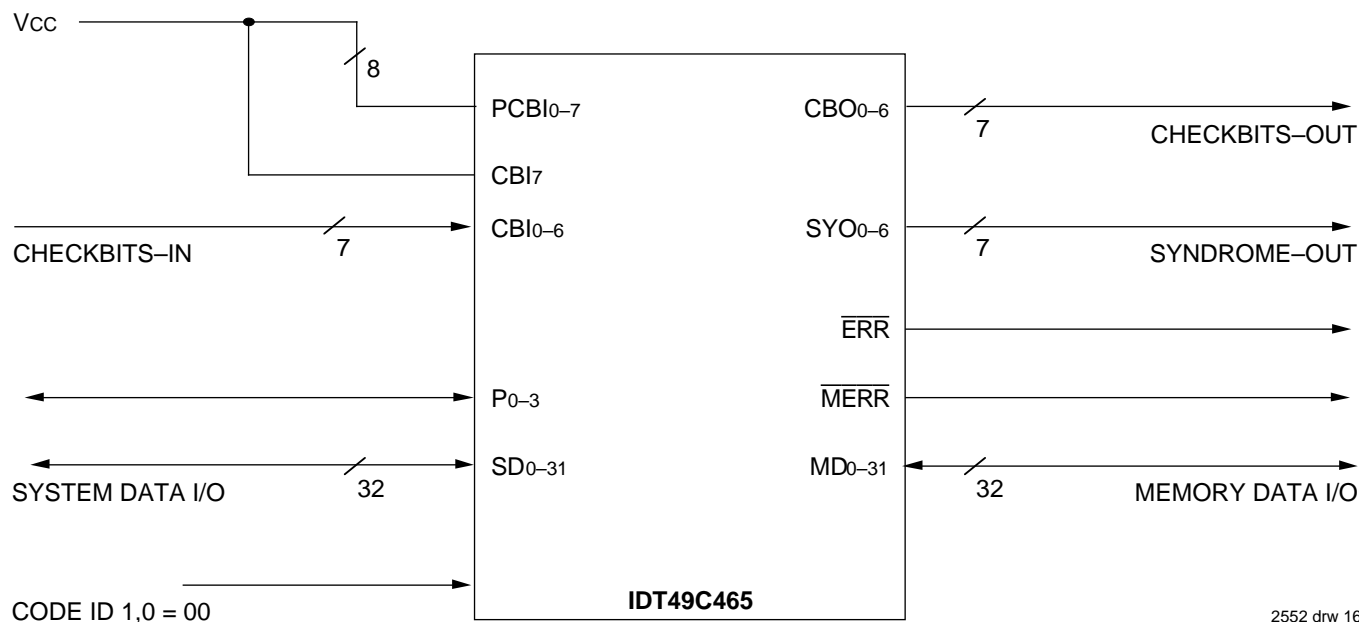 Vcc
8
PCBI0–7
CBO0–6
7
CHECKBITS–OUT
CBI7
CBI0–6
7
CHECKBITS–IN
SYO0–6
7
SYNDROME–OUT
ERR
P0–3
MERR
SD0–31
32
SYSTEM DATA I/O
MD0–31
32
MEMORY DATA I/O
CODE ID 1,0 = 00
IDT49C465
2552 drw 16